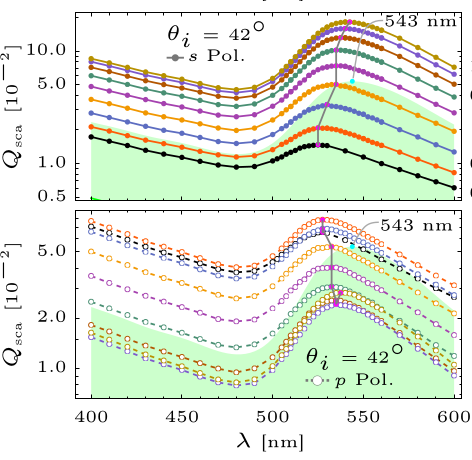 θi = 42°
s Pol.
543 nm
10.0
5.0
1.0
0.5
Qsca [10−2]
543 nm
5.0
2.0
1.0
Qsca [10−2]
θi = 42°
p Pol.
400 450 500 550 600
λ [nm]